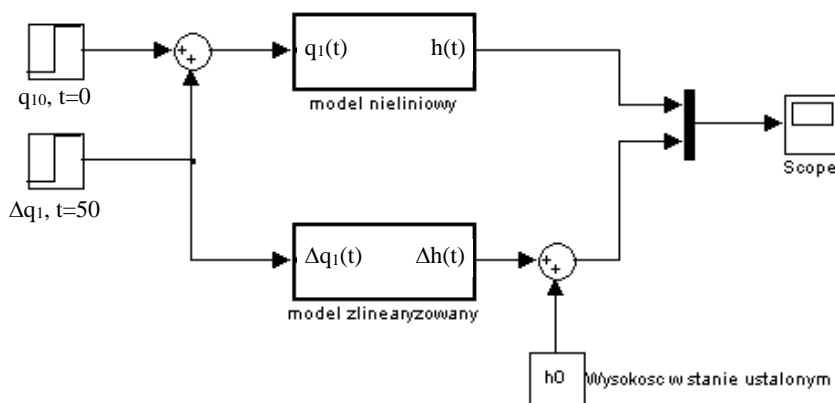 q₁(t) h(t)
q₁₀, t=0
model nieliniowy
Scope
Δq₁, t=50
Δq₁(t) Δh(t)
model zlinearyzowany
h0 Wysokosc w stanie ustalonym